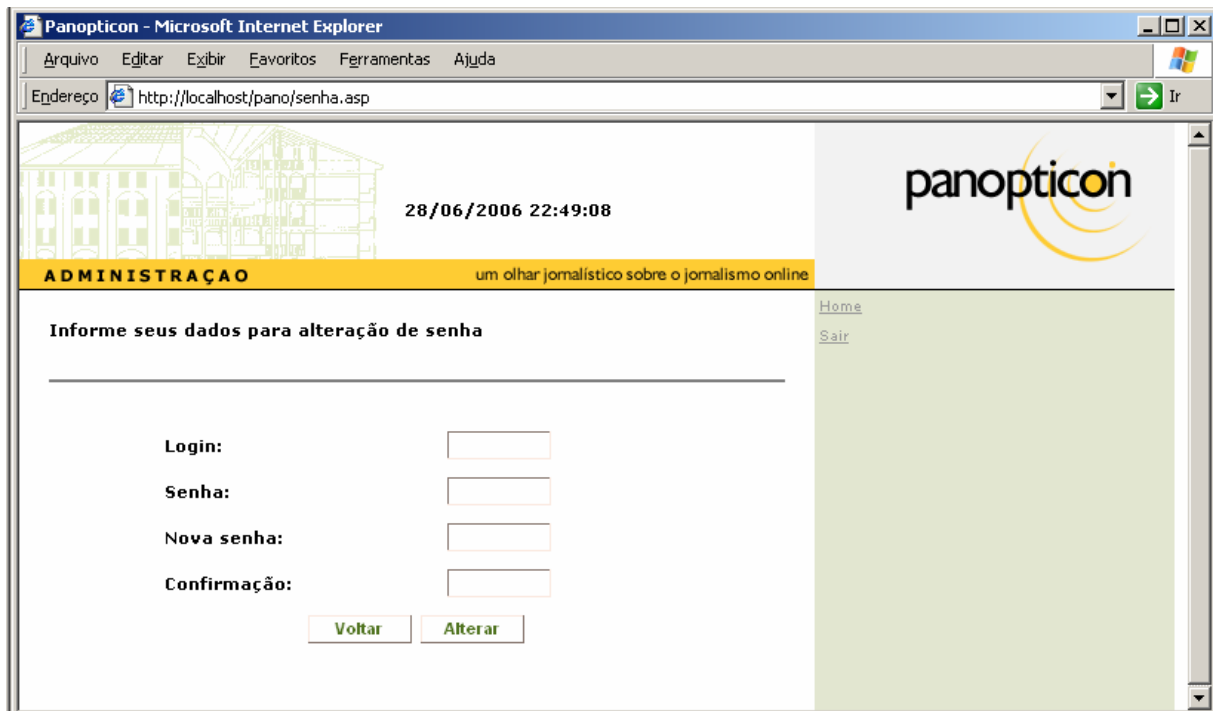 Panopticon - Microsoft Internet Explorer
Arquivo Editar Exibir Favoritos Ferramentas Ajuda
Endereço http://localhost/pano/senha.asp Ir
28/06/2006 22:49:08
panopticon
ADMINISTRAÇAO um olhar jornalístico sobre o jornalismo online
Home
Sair
Informe seus dados para alteração de senha
Login:
Senha:
Nova senha:
Confirmação:
Voltar Alterar